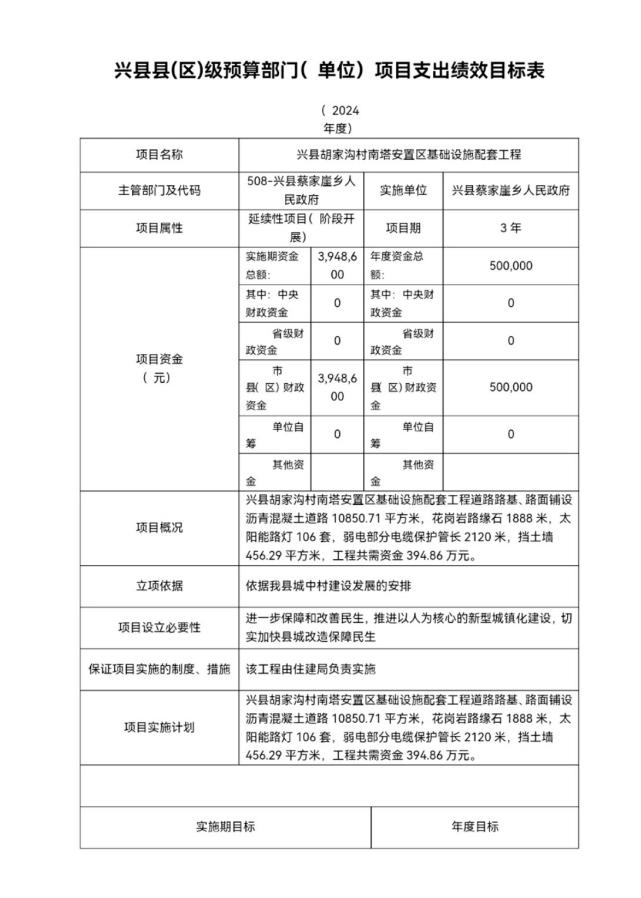 兴县县(区)级预算部门( 单位) 项目支出绩效目标表
( 2024
年度)
项目名称 兴县胡家沟村南塔安置区基础设施配套工程
主管部门及代码 508-兴县蔡家崖乡人
民政府 实施单位 兴县蔡家崖乡人民政府
项目属性 延续性项目( 阶段开
展) 项目期 3 年
项目资金
( 元)
实施期资金
总额: 3,948,6
00 年度资金总
额: 500,000
其中: 中央
财政资金 0 其中: 中央财
政资金 0
省级财
政资金 0 省级财
政资金 0
市
县( 区) 财政
资金 3,948,6
00 市
县( 区) 财政资
金 500,000
单位自
筹 0 单位自
筹 0
其他资
金 其他资
金
项目概况 兴县胡家沟村南塔安置区基础设施配套工程道路路基、路面铺设
沥青混凝土道路 10850.71 平方米，花岗岩路缘石 1888 米，太
阳能路灯 106 套，弱电部分电缆保护管长 2120 米，挡土墙
456.29 平方米，工程共需资金 394.86 万元。
立项依据 依据我县城中村建设发展的安排
项目设立必要性 进一步保障和改善民生，推进以人为核心的新型城镇化建设，切
实加快县城改造保障民生
保证项目实施的制度、措施 该工程由住建局负责实施
项目实施计划 兴县胡家沟村南塔安置区基础设施配套工程道路路基、路面铺设
沥青混凝土道路 10850.71 平方米，花岗岩路缘石 1888 米，太
阳能路灯 106 套，弱电部分电缆保护管长 2120 米，挡土墙
456.29 平方米，工程共需资金 394.86 万元。
实施期目标 年度目标